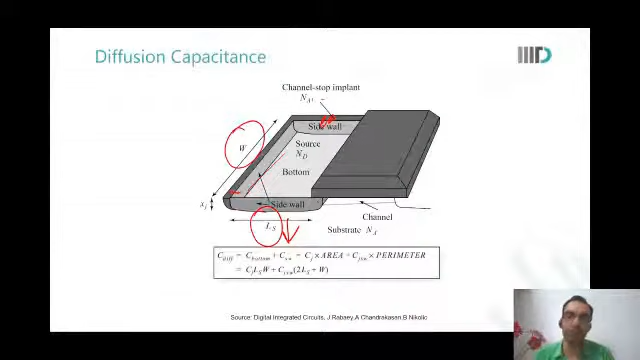 Diffusion Capacitance
Channel-stop implant
N_A+
Side wall
W
Source
N_D
Bottom
x_j
Side wall
Channel
L_S
Substrate N_A
C_diff = C_bottom + C_sw = C_j × AREA + C_jsw × PERIMETER
= C_j L_S W + C_jsw (2L_S + W)
Source: Digital Integrated Circuits, J Rabaey,A Chandrakasan,B Nikolic